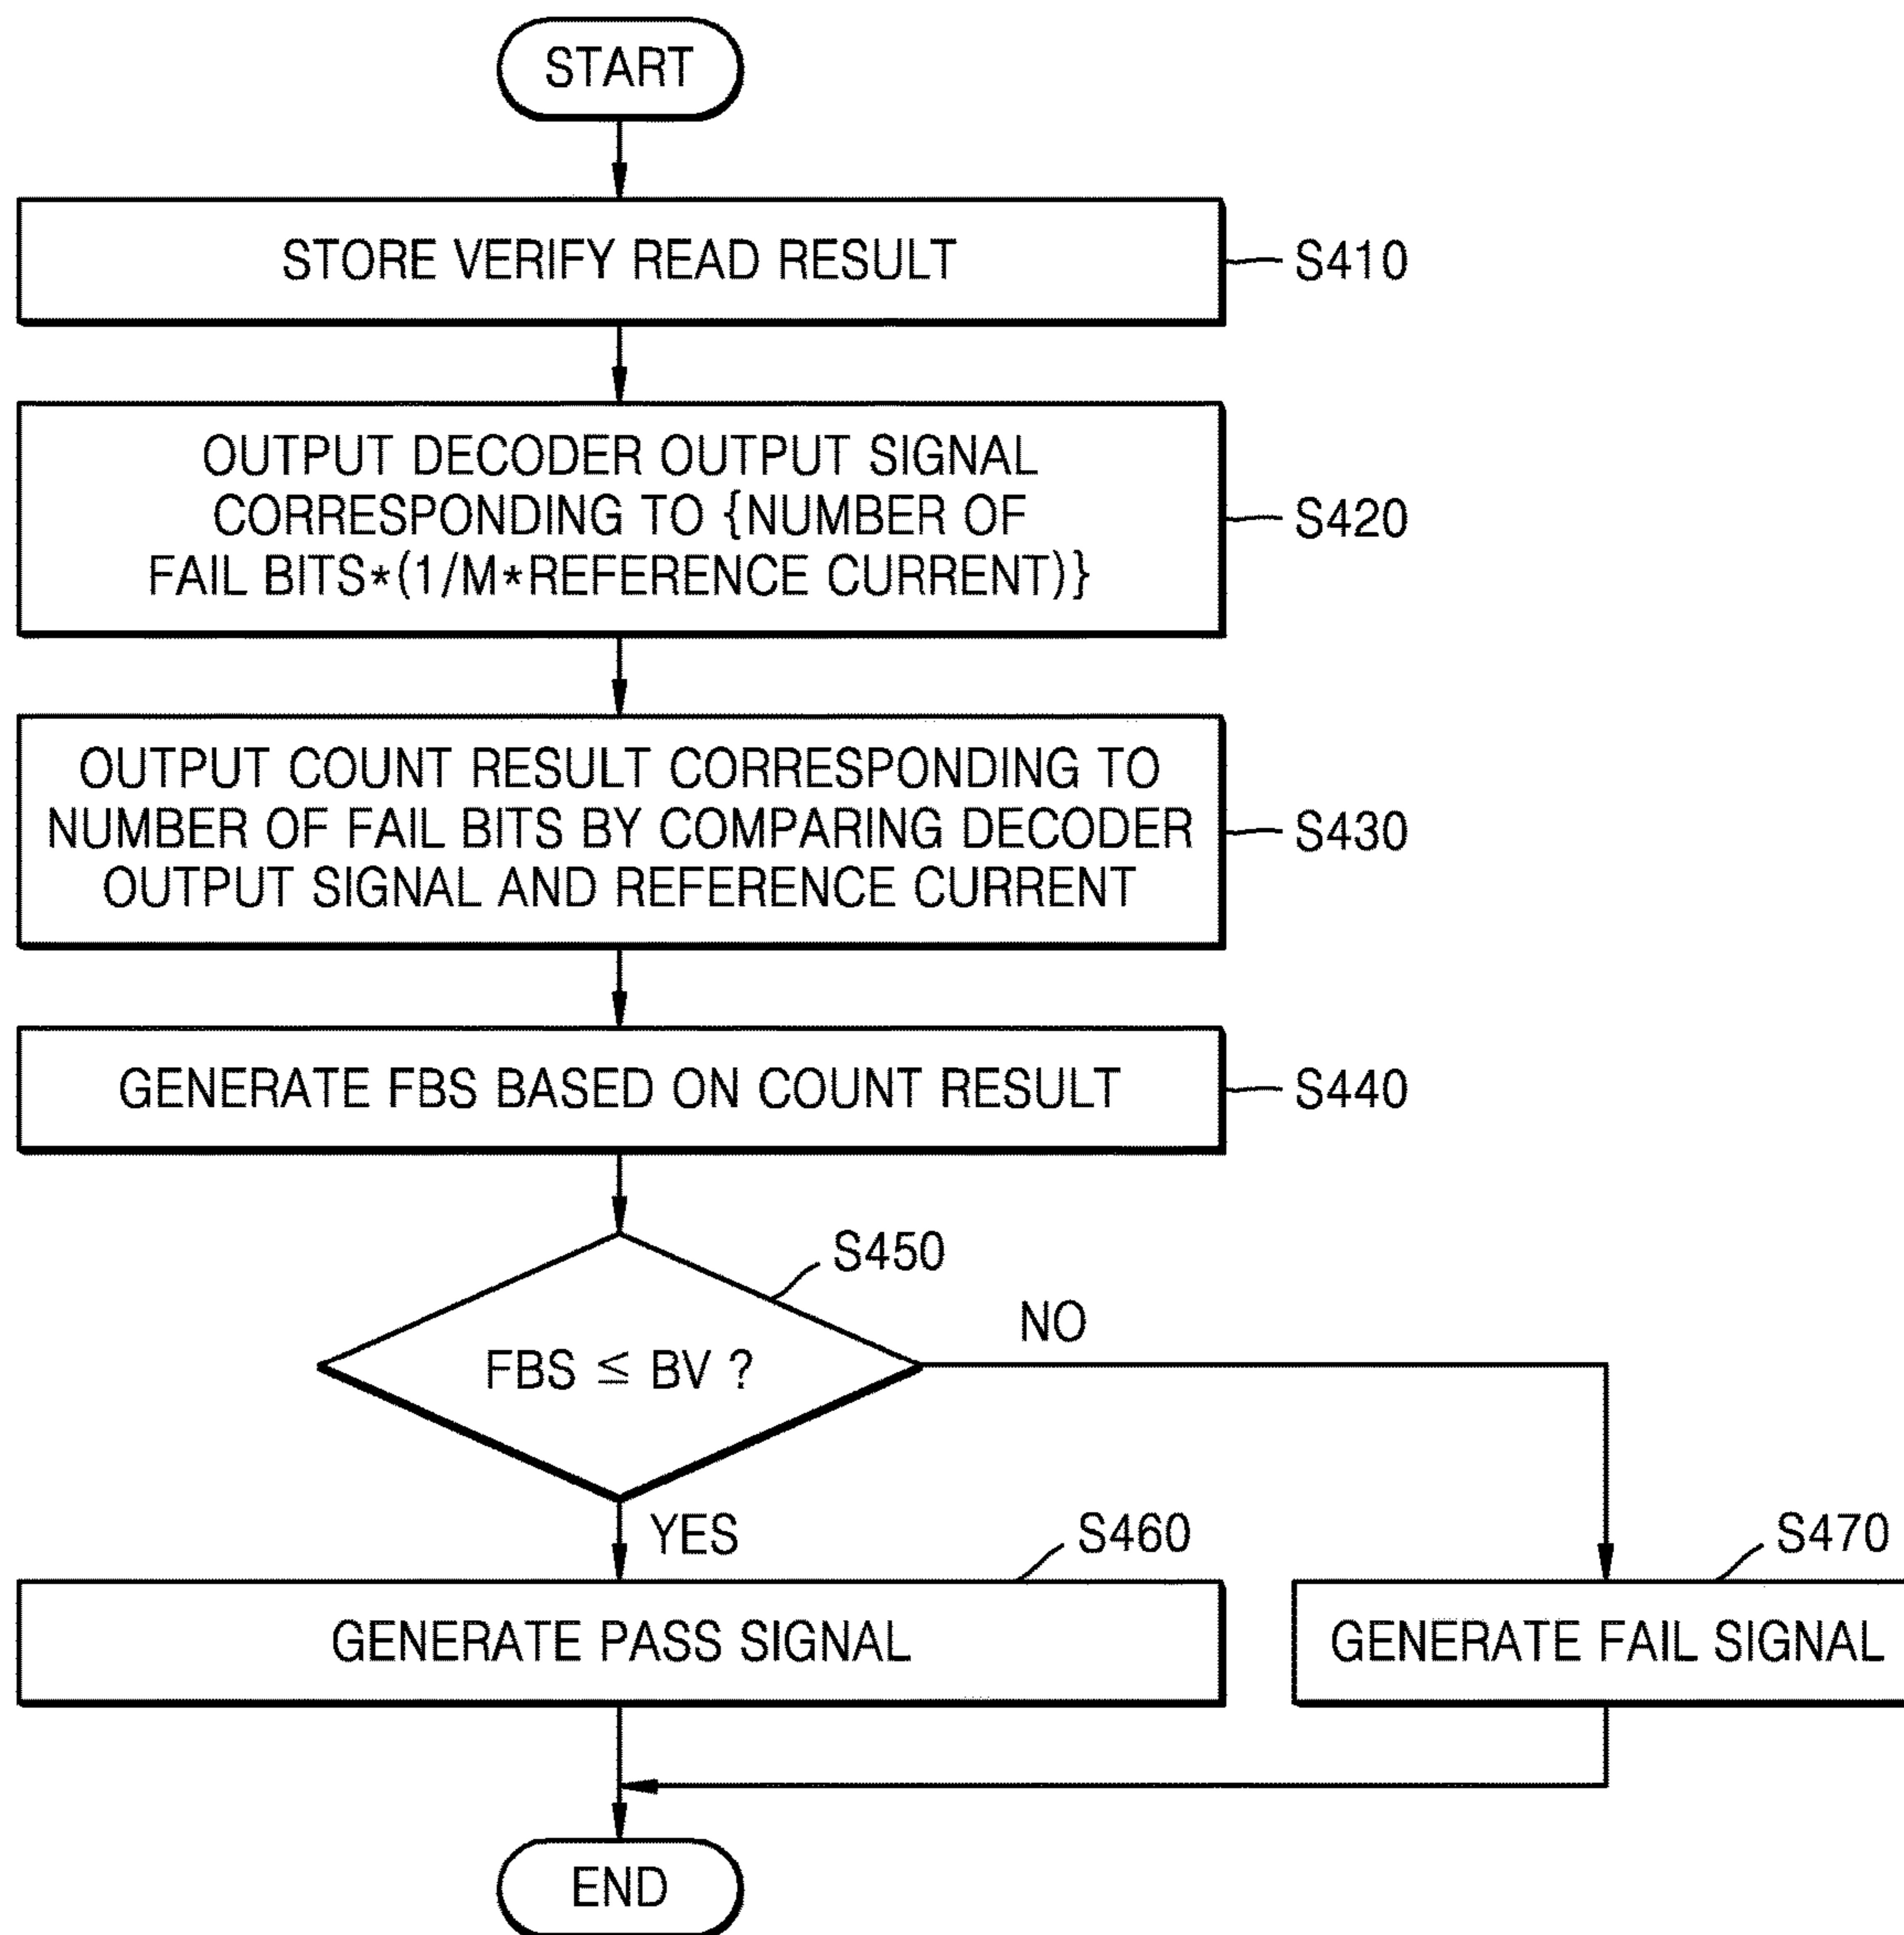 START
STORE VERIFY READ RESULT
S410
OUTPUT DECODER OUTPUT SIGNAL
CORRESPONDING TO {NUMBER OF
FAIL BITS*(1/M*REFERENCE CURRENT)}
S420
OUTPUT COUNT RESULT CORRESPONDING TO
NUMBER OF FAIL BITS BY COMPARING DECODER
OUTPUT SIGNAL AND REFERENCE CURRENT
S430
GENERATE FBS BASED ON COUNT RESULT
S440
S450
FBS ≦ BV ?
NO
YES
S460
S470
GENERATE PASS SIGNAL
GENERATE FAIL SIGNAL
END